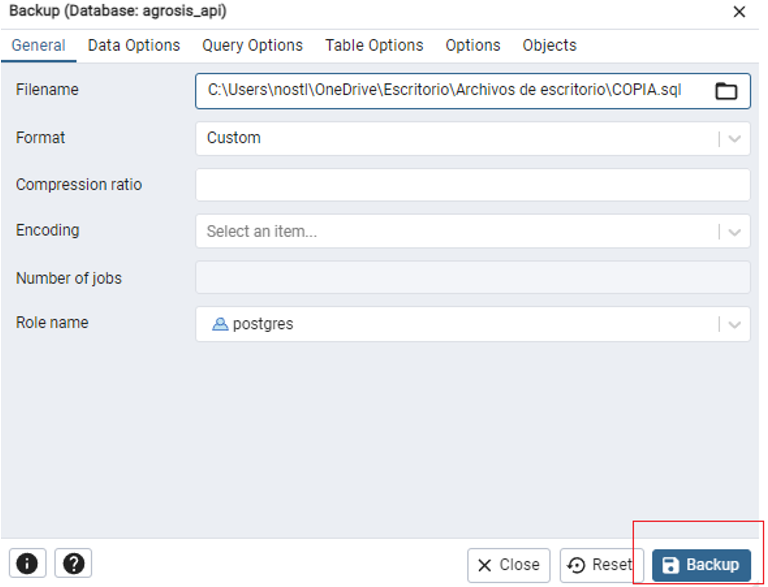 Backup (Database: agrosis_api)
General Data Options Query Options Table Options Options Objects
Filename C:\Users\nostl\OneDrive\Escritorio\Archivos de escritorio\COPIA.sql
Format Custom
Compression ratio
Encoding Select an item...
Number of jobs
Role name postgres
Close Reset Backup